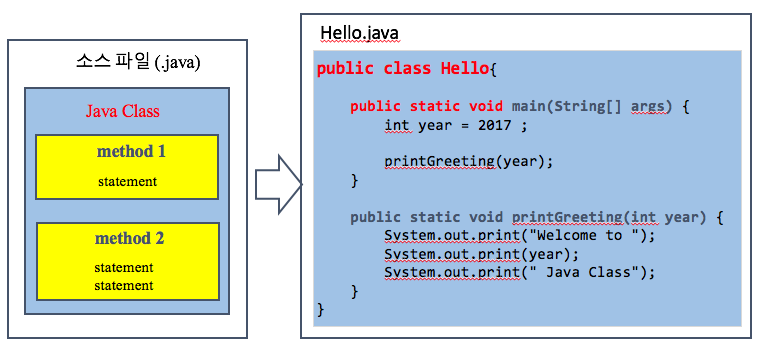 소스 파일 (.java)
Java Class
method 1
statement
method 2
statement
statement
Hello.java
public class Hello{
public static void main(String[] args) {
int year = 2017 ;
printGreeting(year);
}
public static void printGreeting(int year) {
System.out.print("Welcome to ");
System.out.print(year);
System.out.print(" Java Class");
}
}